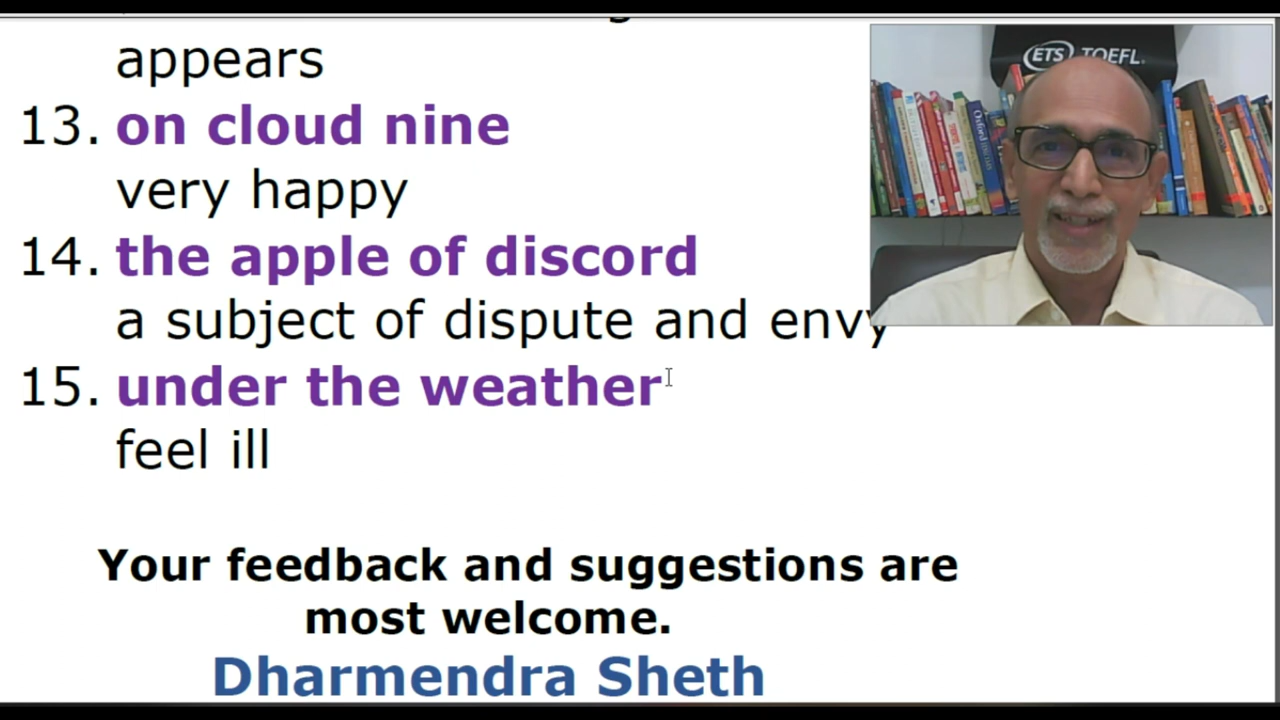 appears
13. on cloud nine
very happy
14. the apple of discord
a subject of dispute and envy
15. under the weather
feel ill
Your feedback and suggestions are
most welcome.
Dharmendra Sheth
ETS TOEFL
Oxford